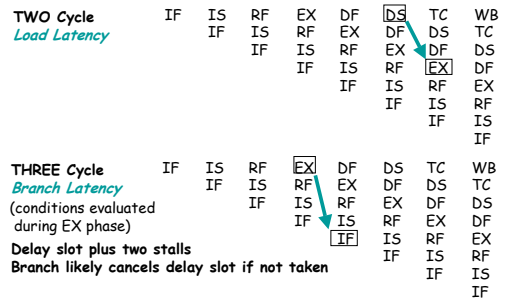 TWO Cycle IF IS RF EX DF DS TC WB
Load Latency IF IS RF EX DF DS TC
IF IS RF EX DF DS
IF IS RF EX DF
IF IS RF EX
IF IS RF
IF IS
IF
THREE Cycle IF IS RF EX DF DS TC WB
Branch Latency IF IS RF EX DF DS TC
(conditions evaluated IF IS RF EX DF DS
during EX phase) IF IS RF EX DF
Delay slot plus two stalls IF IS RF EX
Branch likely cancels delay slot if not taken IF IS RF
IF IS
IF